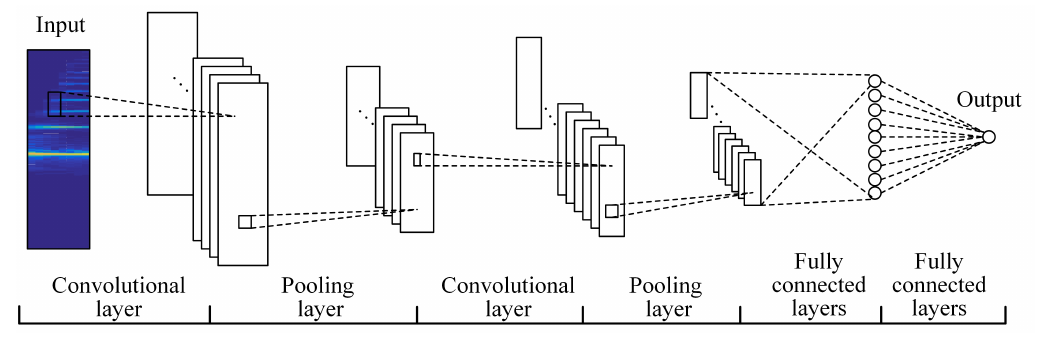 Input
Output
Convolutional
layer
Pooling
layer
Convolutional
layer
Pooling
layer
Fully
connected
layers
Fully
connected
layers